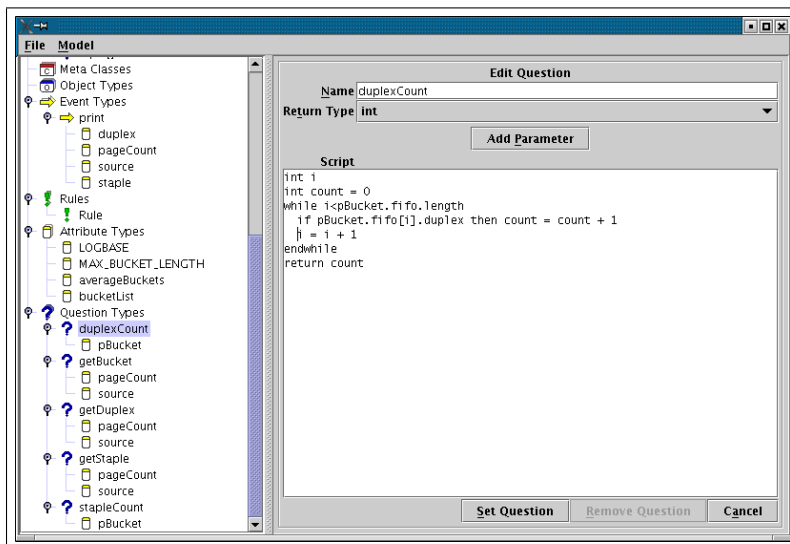 File Model
Meta Classes
Object Types
Event Types
print
duplex
pageCount
source
staple
Rules
Rule
Attribute Types
LOGBASE
MAX_BUCKET_LENGTH
averageBuckets
bucketList
Question Types
duplexCount
pBucket
getBucket
pageCount
source
getDuplex
pageCount
source
getStaple
pageCount
source
stapleCount
pBucket
Edit Question
Name duplexCount
Return Type int
Add Parameter
Script
int i
int count = 0
while i<pBucket.fifo.length
if pBucket.fifo[i].duplex then count = count + 1
i = i + 1
endwhile
return count
Set Question Remove Question Cancel